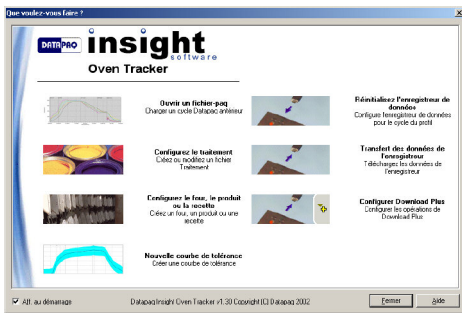 Que voulez-vous faire ?
DATAPAQ insight
software
Oven Tracker
Ouvrir un fichier-paq
Charger un cycle Datapaq antérieur
Configurez le traitement
Créez ou modifiez un fichier
Traitement
Configurez le four, le produit
ou la recette
Créez un four, un produit ou une
recette
Nouvelle courbe de tolérance
Créer une courbe de tolérance
Réinitialisez l'enregistreur de
données
Configure l'enregistreur de données
pour le cycle du profil
Transfert des données de
l'enregistreur
Téléchargez les données de
l'enregistreur
Configurer Download Plus
Configurer les opérations de
Download Plus
Aff. au démarrage
Datapaq Insight Oven Tracker v1.30 Copyright (C) Datapaq 2002
Fermer
Aide